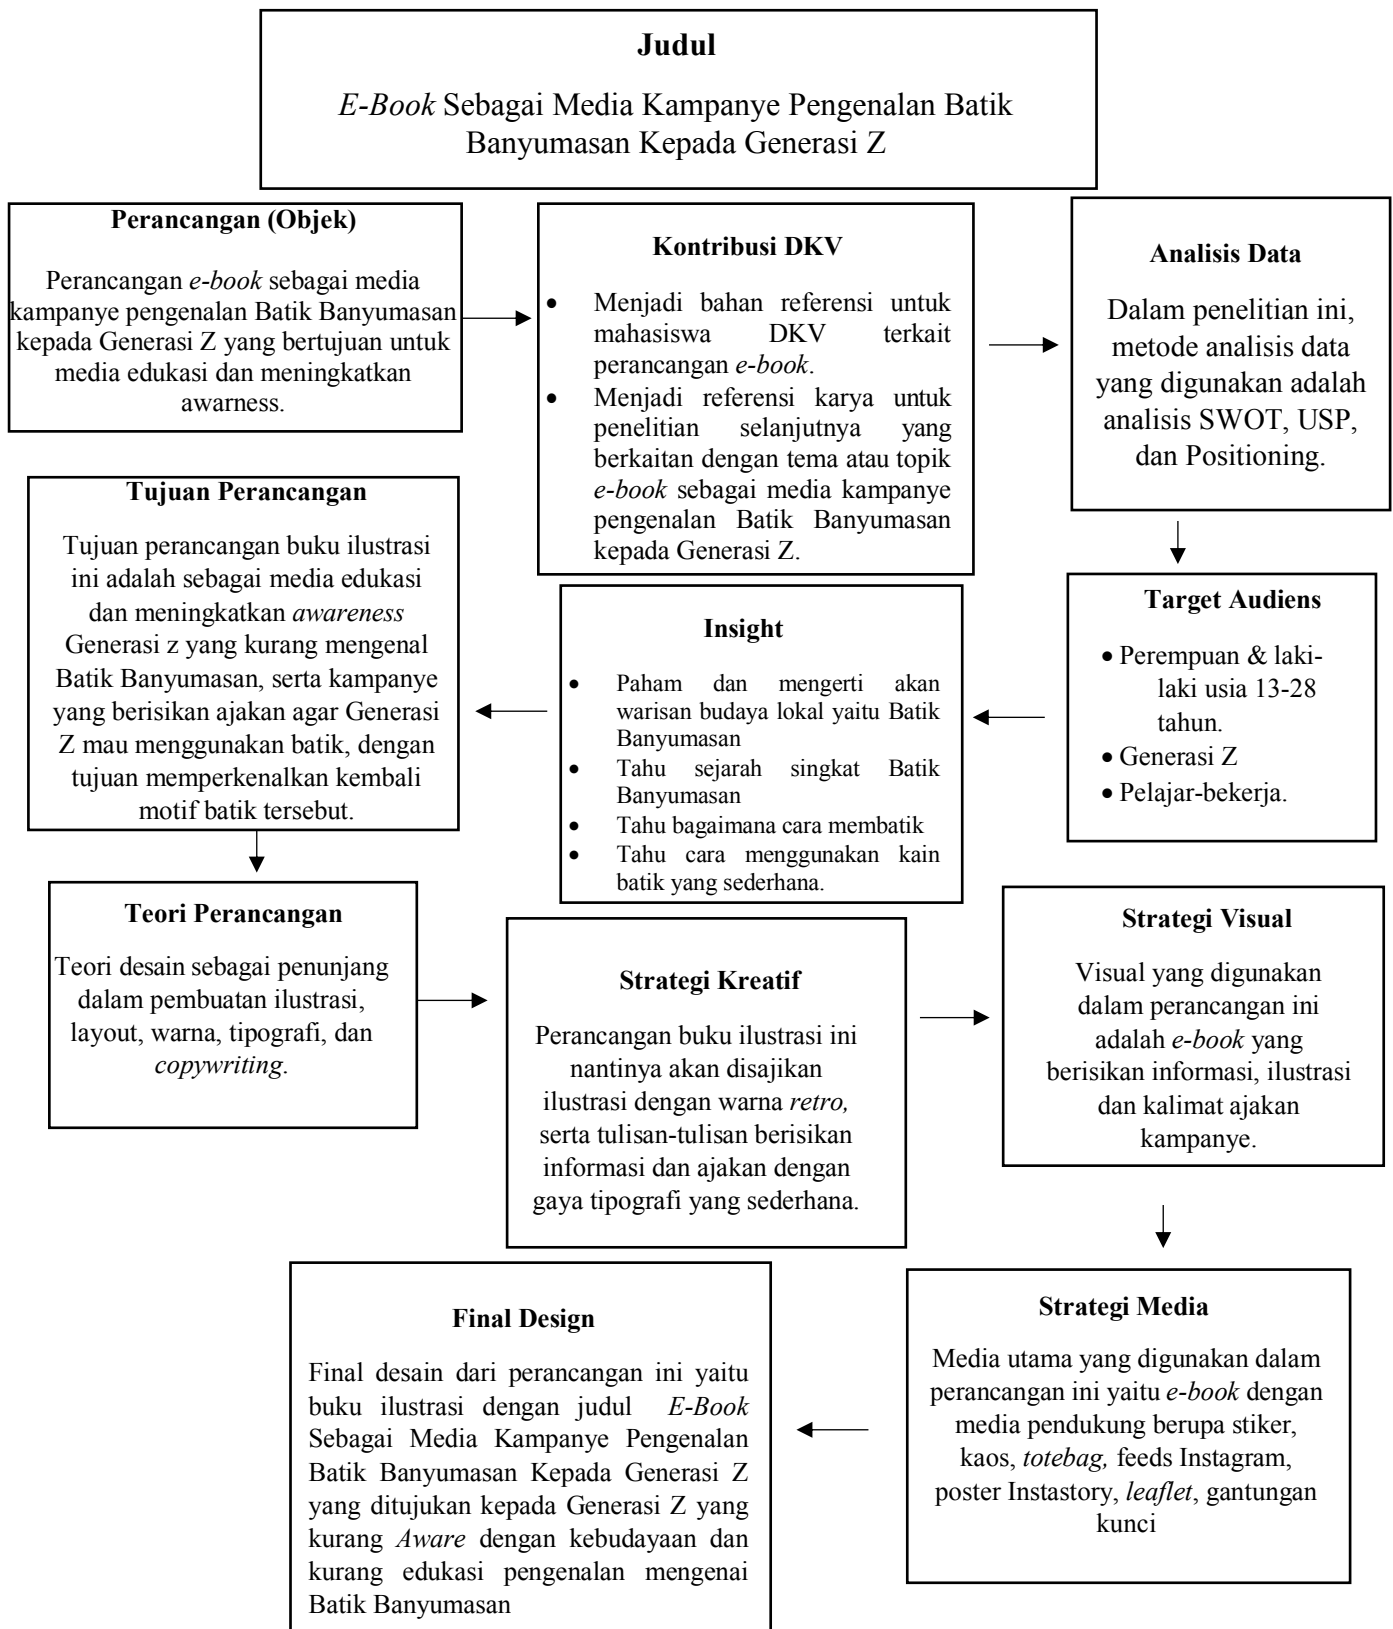 Judul
E-Book Sebagai Media Kampanye Pengenalan Batik
Banyumasan Kepada Generasi Z
Perancangan (Objek)
Perancangan e-book sebagai media
kampanye pengenalan Batik Banyumasan
kepada Generasi Z yang bertujuan untuk
media edukasi dan meningkatkan
awarness.
Kontribusi DKV
• Menjadi bahan referensi untuk
mahasiswa DKV terkait
perancangan e-book.
• Menjadi referensi karya untuk
penelitian selanjutnya yang
berkaitan dengan tema atau topik
e-book sebagai media kampanye
pengenalan Batik Banyumasan
kepada Generasi Z.
Analisis Data
Dalam penelitian ini,
metode analisis data
yang digunakan adalah
analisis SWOT, USP,
dan Positioning.
Target Audiens
• Perempuan & laki-
laki usia 13-28
tahun.
• Generasi Z
• Pelajar-bekerja.
Insight
• Paham dan mengerti akan
warisan budaya lokal yaitu Batik
Banyumasan
• Tahu sejarah singkat Batik
Banyumasan
• Tahu bagaimana cara membatik
• Tahu cara menggunakan kain
batik yang sederhana.
Tujuan Perancangan
Tujuan perancangan buku ilustrasi
ini adalah sebagai media edukasi
dan meningkatkan awareness
Generasi z yang kurang mengenal
Batik Banyumasan, serta kampanye
yang berisikan ajakan agar Generasi
Z mau menggunakan batik, dengan
tujuan memperkenalkan kembali
motif batik tersebut.
Teori Perancangan
Teori desain sebagai penunjang
dalam pembuatan ilustrasi,
layout, warna, tipografi, dan
copywriting.
Strategi Kreatif
Perancangan buku ilustrasi ini
nantinya akan disajikan
ilustrasi dengan warna retro,
serta tulisan-tulisan berisikan
informasi dan ajakan dengan
gaya tipografi yang sederhana.
Strategi Visual
Visual yang digunakan
dalam perancangan ini
adalah e-book yang
berisikan informasi, ilustrasi
dan kalimat ajakan
kampanye.
Strategi Media
Media utama yang digunakan dalam
perancangan ini yaitu e-book dengan
media pendukung berupa stiker,
kaos, totebag, feeds Instagram,
poster Instastory, leaflet, gantungan
kunci
Final Design
Final desain dari perancangan ini yaitu
buku ilustrasi dengan judul E-Book
Sebagai Media Kampanye Pengenalan
Batik Banyumasan Kepada Generasi Z
yang ditujukan kepada Generasi Z yang
kurang Aware dengan kebudayaan dan
kurang edukasi pengenalan mengenai
Batik Banyumasan